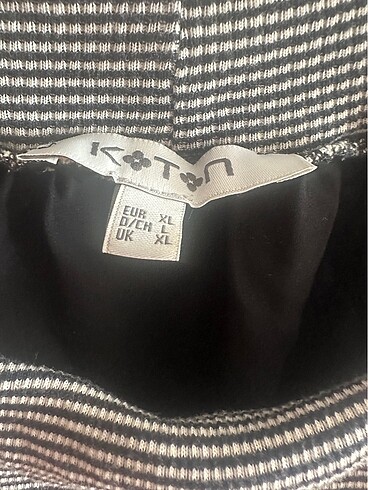 KOTON
EUR XL
D/CH L
UK XL